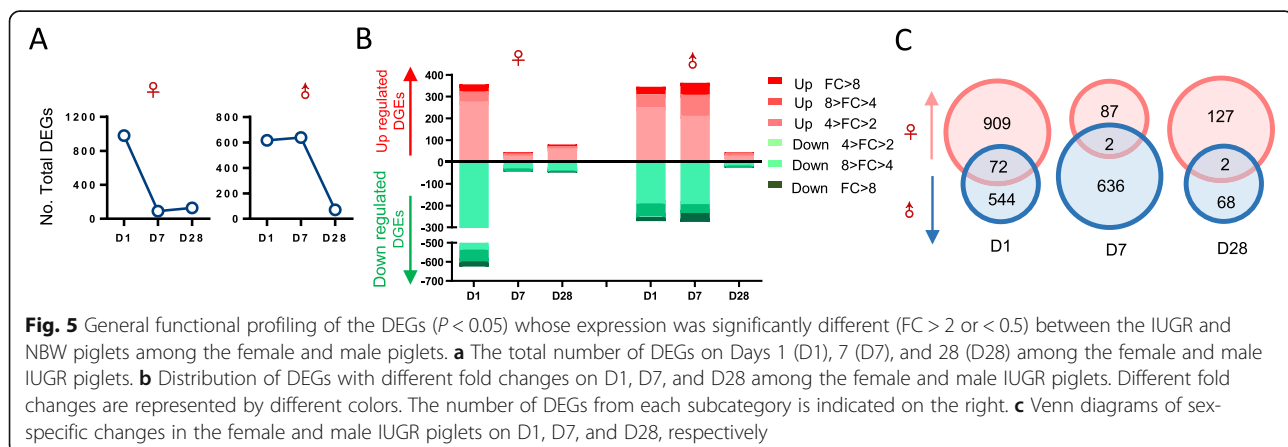 A
♀
♂
No. Total DEGs
1200
800
400
0
D1
D7
D28
800
600
400
200
0
D1
D7
D28
B
♀
♂
Up regulated
DGEs
Down regulated
DGEs
400
300
200
100
0
-100
-200
-300
-500
-600
-700
D1
D7
D28
D1
D7
D28
Up FC>8
Up 8>FC>4
Up 4>FC>2
Down 4>FC>2
Down 8>FC>4
Down FC>8
C
♀
♂
909
72
544
D1
87
2
636
D7
127
2
68
D28
Fig. 5 General functional profiling of the DEGs (P < 0.05) whose expression was significantly different (FC > 2 or < 0.5) between the IUGR and
NBW piglets among the female and male piglets. a The total number of DEGs on Days 1 (D1), 7 (D7), and 28 (D28) among the female and male
IUGR piglets. b Distribution of DEGs with different fold changes on D1, D7, and D28 among the female and male IUGR piglets. Different fold
changes are represented by different colors. The number of DEGs from each subcategory is indicated on the right. c Venn diagrams of sex-
specific changes in the female and male IUGR piglets on D1, D7, and D28, respectively